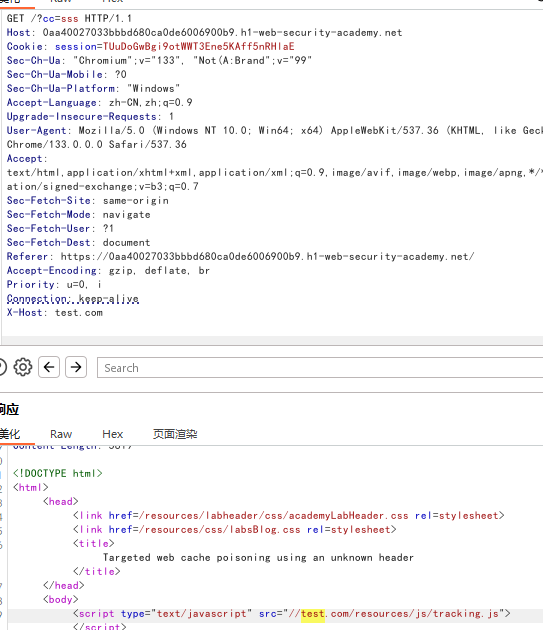 美化 Raw Hex
GET /?cc=sss HTTP/1.1
Host: 0aa40027033bbbd680ca0de6006900b9.h1-web-security-academy.net
Cookie: session=TUuDoGwBgi9otWWT3Ene5KAff5nRHlaE
Sec-Ch-Ua: "Chromium";v="133", "Not(A:Brand";v="99"
Sec-Ch-Ua-Mobile: ?0
Sec-Ch-Ua-Platform: "Windows"
Accept-Language: zh-CN,zh;q=0.9
Upgrade-Insecure-Requests: 1
User-Agent: Mozilla/5.0 (Windows NT 10.0; Win64; x64) AppleWebKit/537.36 (KHTML, like Geck
Chrome/133.0.0.0 Safari/537.36
Accept:
text/html,application/xhtml+xml,application/xml;q=0.9,image/avif,image/webp,image/apng,*/*
ation/signed-exchange;v=b3;q=0.7
Sec-Fetch-Site: same-origin
Sec-Fetch-Mode: navigate
Sec-Fetch-User: ?1
Sec-Fetch-Dest: document
Referer: https://0aa40027033bbbd680ca0de6006900b9.h1-web-security-academy.net/
Accept-Encoding: gzip, deflate, br
Priority: u=0, i
Connection: keep-alive
X-Host: test.com
Search
响应
美化 Raw Hex 页面渲染
<!DOCTYPE html>
<html>
<head>
<link href=/resources/labheader/css/academyLabHeader.css rel=stylesheet>
<link href=/resources/css/labsBlog.css rel=stylesheet>
<title>
Targeted web cache poisoning using an unknown header
</title>
</head>
<body>
<script type="text/javascript" src="//test.com/resources/js/tracking.js">
</script>